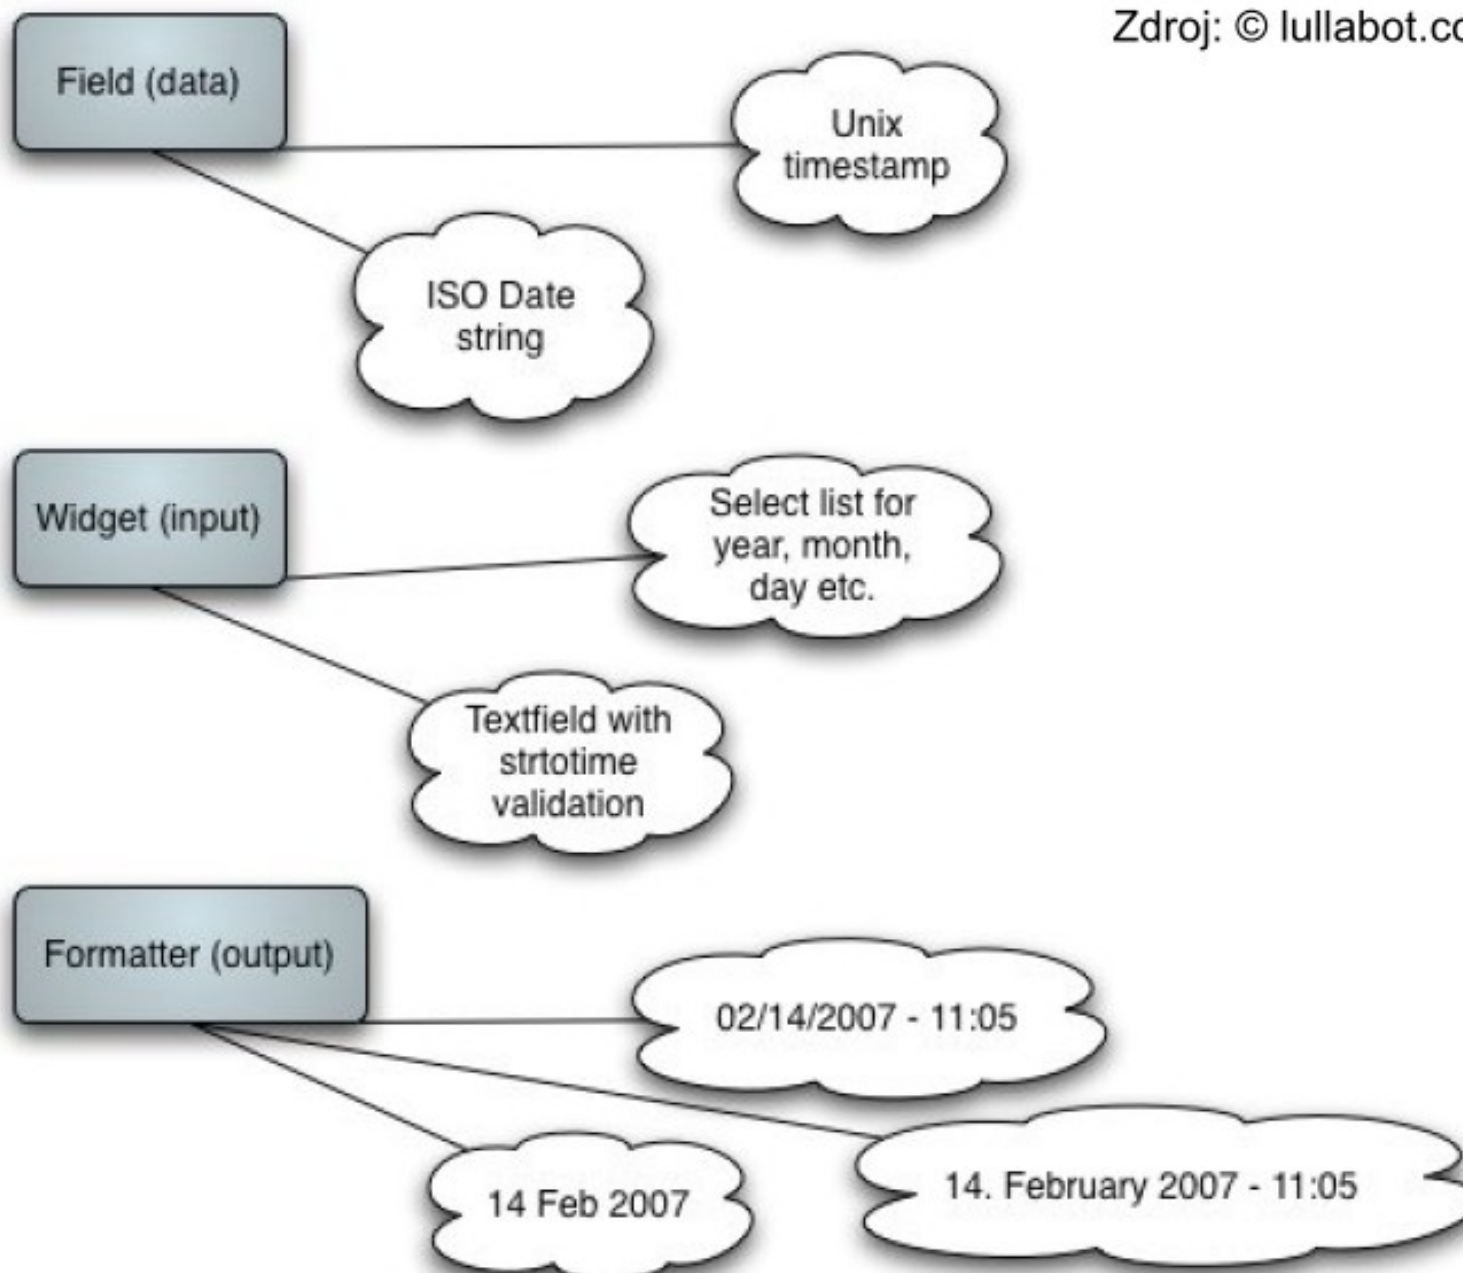 Zdroj: © lullabot.co
Field (data)
Unix
timestamp
ISO Date
string
Widget (input)
Select list for
year, month,
day etc.
Textfield with
strtotime
validation
Formatter (output)
02/14/2007 - 11:05
14. February 2007 - 11:05
14 Feb 2007